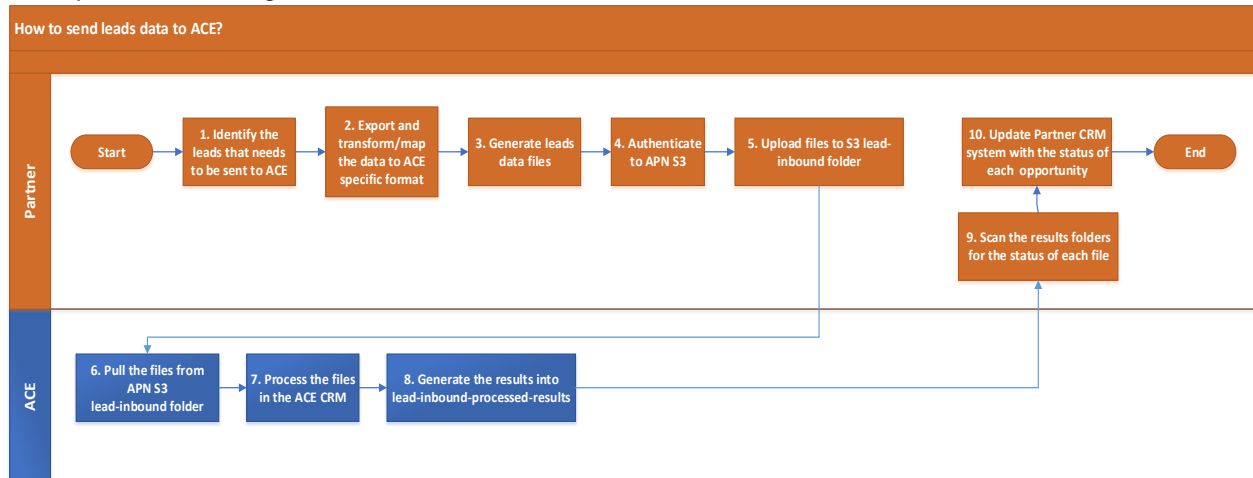 How to send leads data to ACE?
Partner
Start
1. Identify the
leads that needs
to be sent to ACE
2. Export and
transform/map
the data to ACE
specific format
3. Generate leads
data files
4. Authenticate
to APN S3
5. Upload files to S3 lead-
inbound folder
10. Update Partner CRM
system with the status of
each opportunity
End
9. Scan the results folders
for the status of each file
ACE
6. Pull the files from
APN S3
lead-inbound folder
7. Process the files
in the ACE CRM
8. Generate the results into
lead-inbound-processed-results